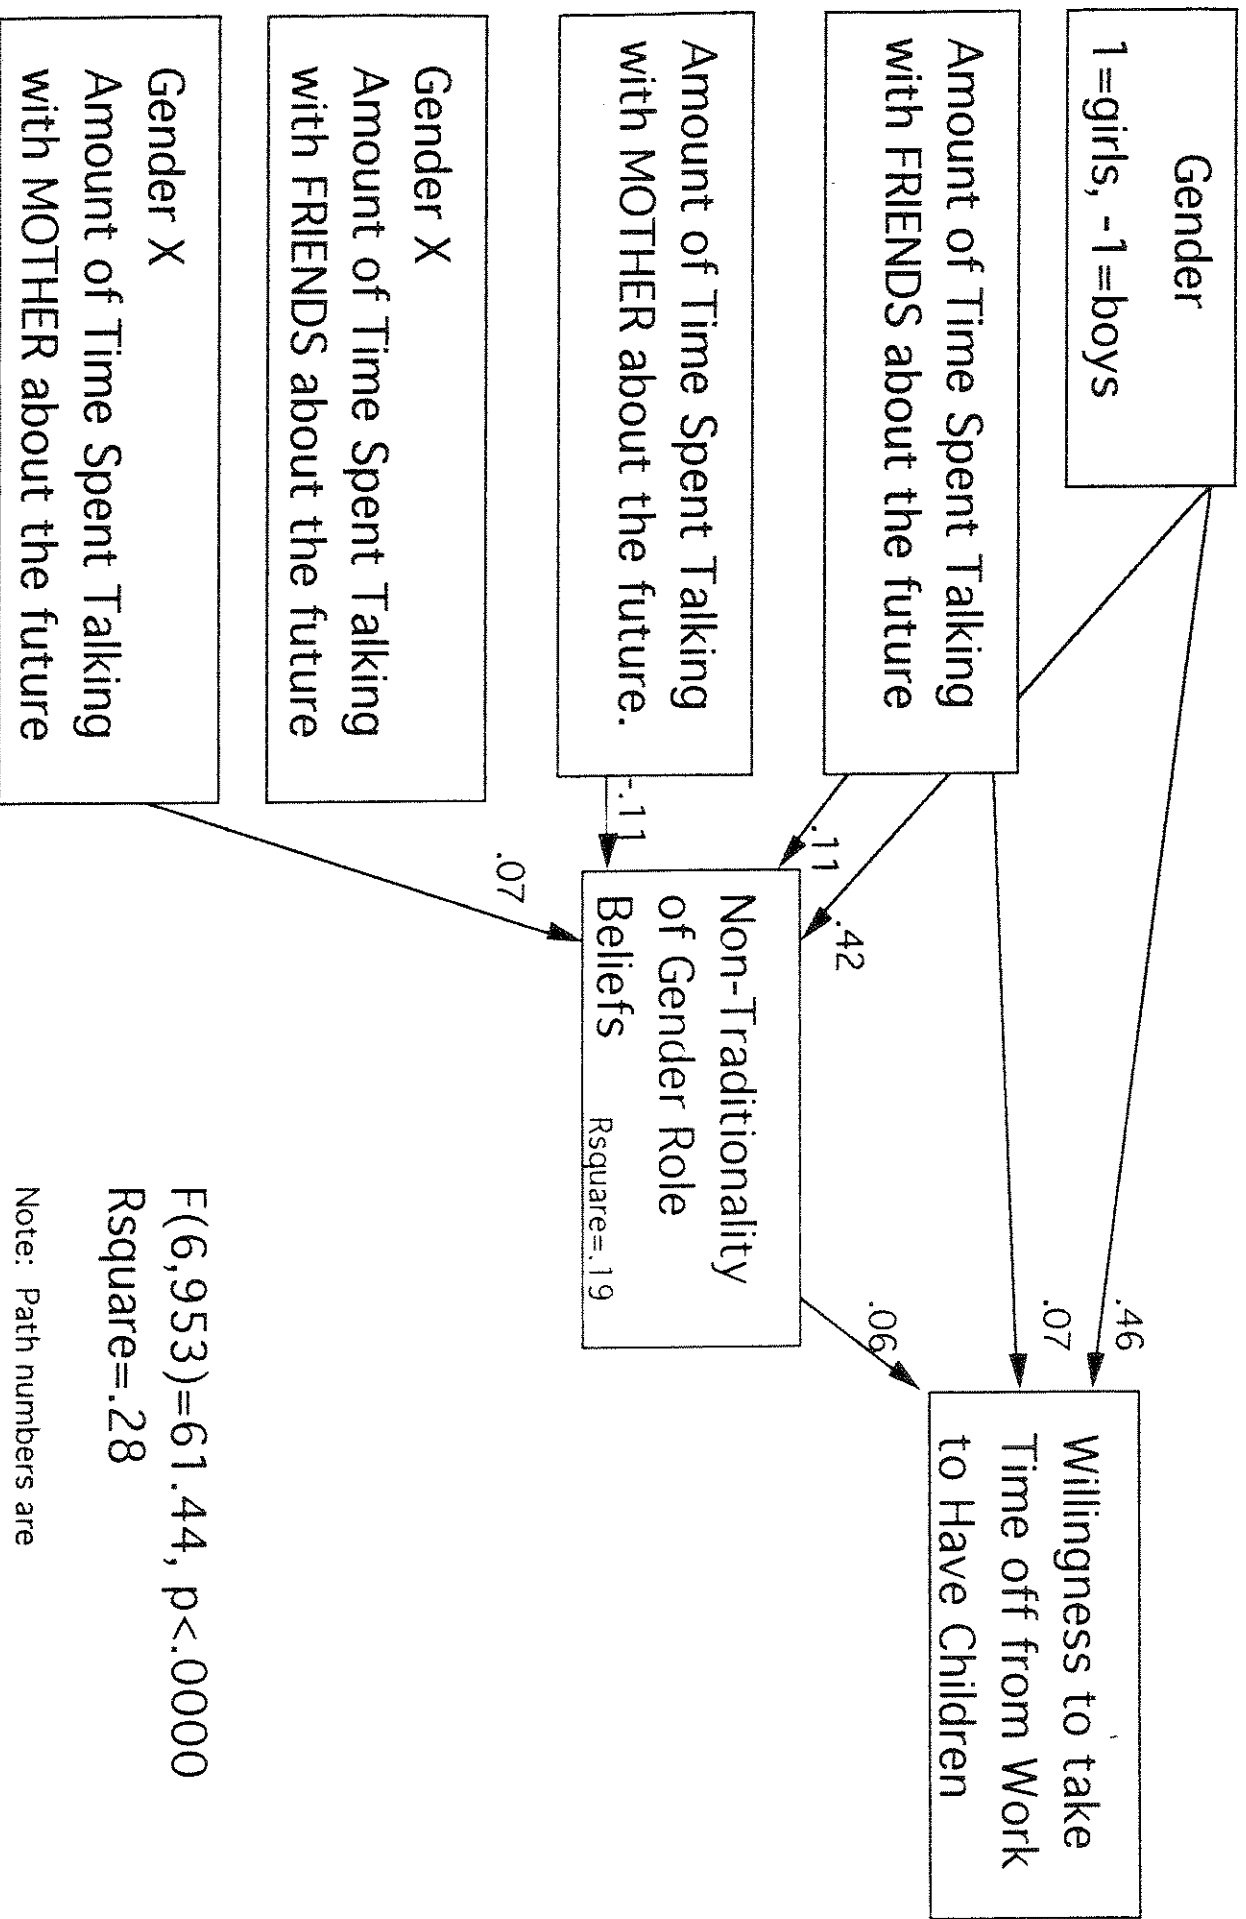 Gender
1=girls, -1=boys
Amount of Time Spent Talking
with FRIENDS about the future
Amount of Time Spent Talking
with MOTHER about the future.
Gender X
Amount of Time Spent Talking
with FRIENDS about the future
Gender X
Amount of Time Spent Talking
with MOTHER about the future
-.11
.11
.42
.07
Non-Traditionality
of Gender Role
Beliefs Rsquare=.19
.46
.07
.06
Willingness to take
Time off from Work
to Have Children
F(6,953)=61.44, p<.0000
Rsquare=.28
Note: Path numbers are